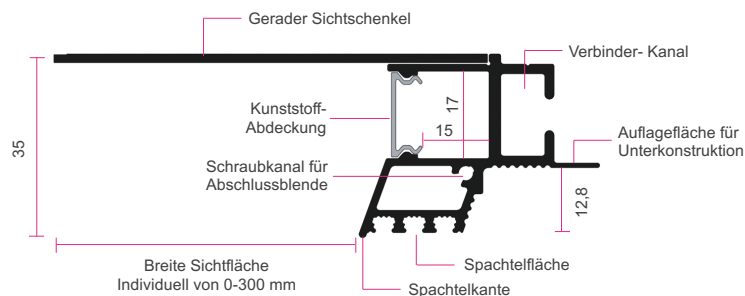 Gerader Sichtschenkel
Verbinder- Kanal
Kunststoff-
Abdeckung
17
15
35
Auflagefläche für
Unterkonstruktion
Schraubkanal für
Abschlussblende
12,8
Breite Sichtfläche
Individuell von 0-300 mm
Spachtelfläche
Spachtelkante